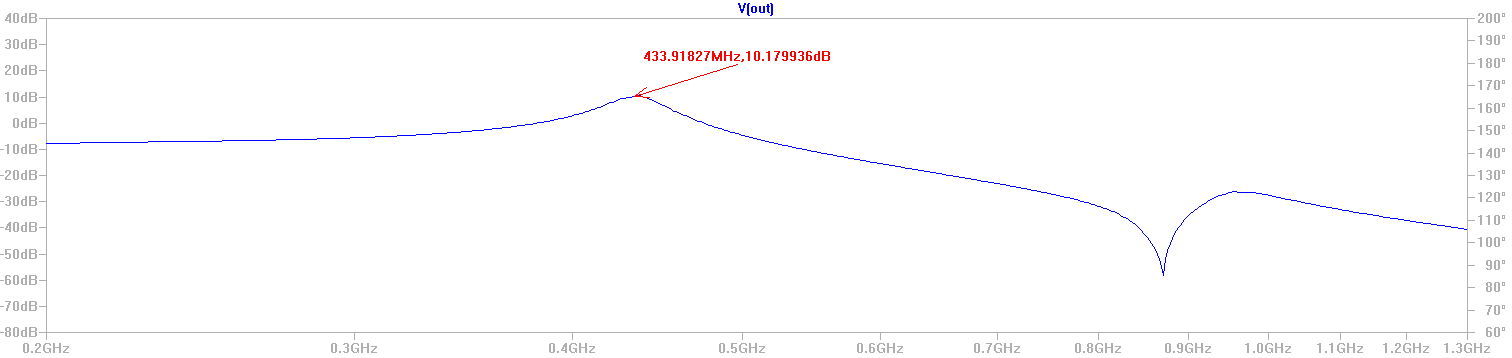 V(out)
433.91827MHz,10.179936dB
40dB
30dB
20dB
10dB
0dB
-10dB
-20dB
-30dB
-40dB
-50dB
-60dB
-70dB
-80dB
200°
190°
180°
170°
160°
150°
140°
130°
120°
110°
100°
90°
80°
70°
60°
0.2GHz 0.3GHz 0.4GHz 0.5GHz 0.6GHz 0.7GHz 0.8GHz 0.9GHz 1.0GHz 1.1GHz 1.2GHz 1.3GHz